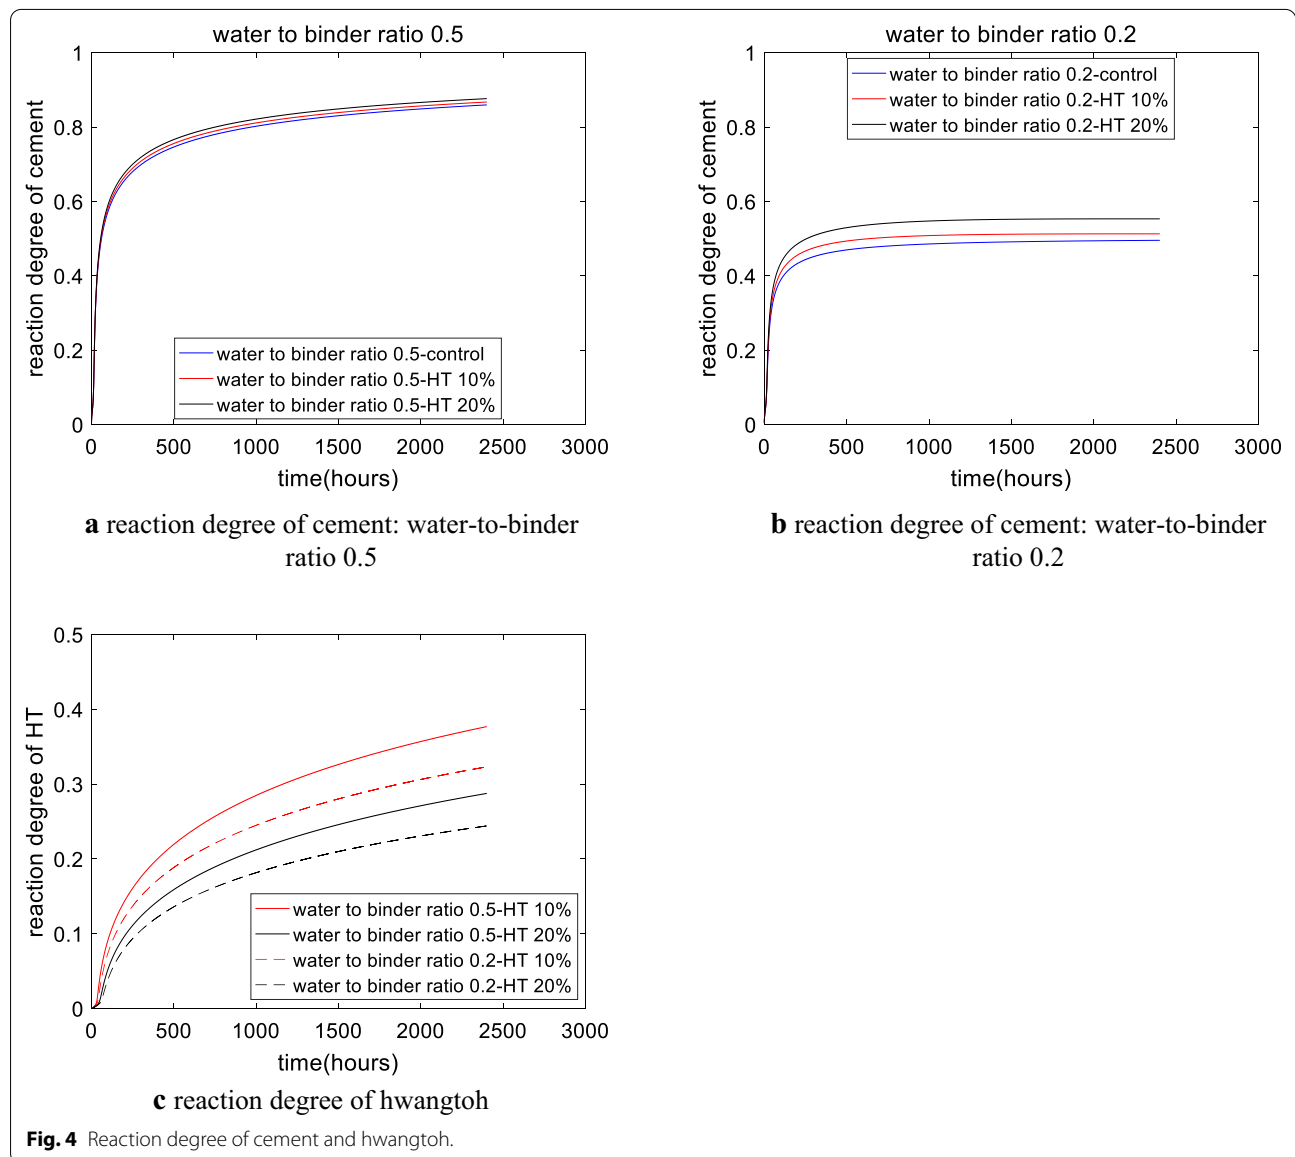 water to binder ratio 0.5
1
0.8
0.6
0.4
0.2
0
reaction degree of cement
water to binder ratio 0.5-control
water to binder ratio 0.5-HT 10%
water to binder ratio 0.5-HT 20%
0 500 1000 1500 2000 2500 3000
time(hours)
a reaction degree of cement: water-to-binder
ratio 0.5
water to binder ratio 0.2
1
0.8
0.6
0.4
0.2
0
reaction degree of cement
water to binder ratio 0.2-control
water to binder ratio 0.2-HT 10%
water to binder ratio 0.2-HT 20%
0 500 1000 1500 2000 2500 3000
time(hours)
b reaction degree of cement: water-to-binder
ratio 0.2
0.5
0.4
0.3
0.2
0.1
0
reaction degree of HT
water to binder ratio 0.5-HT 10%
water to binder ratio 0.5-HT 20%
water to binder ratio 0.2-HT 10%
water to binder ratio 0.2-HT 20%
0 500 1000 1500 2000 2500 3000
time(hours)
c reaction degree of hwangtoh
Fig. 4 Reaction degree of cement and hwangtoh.